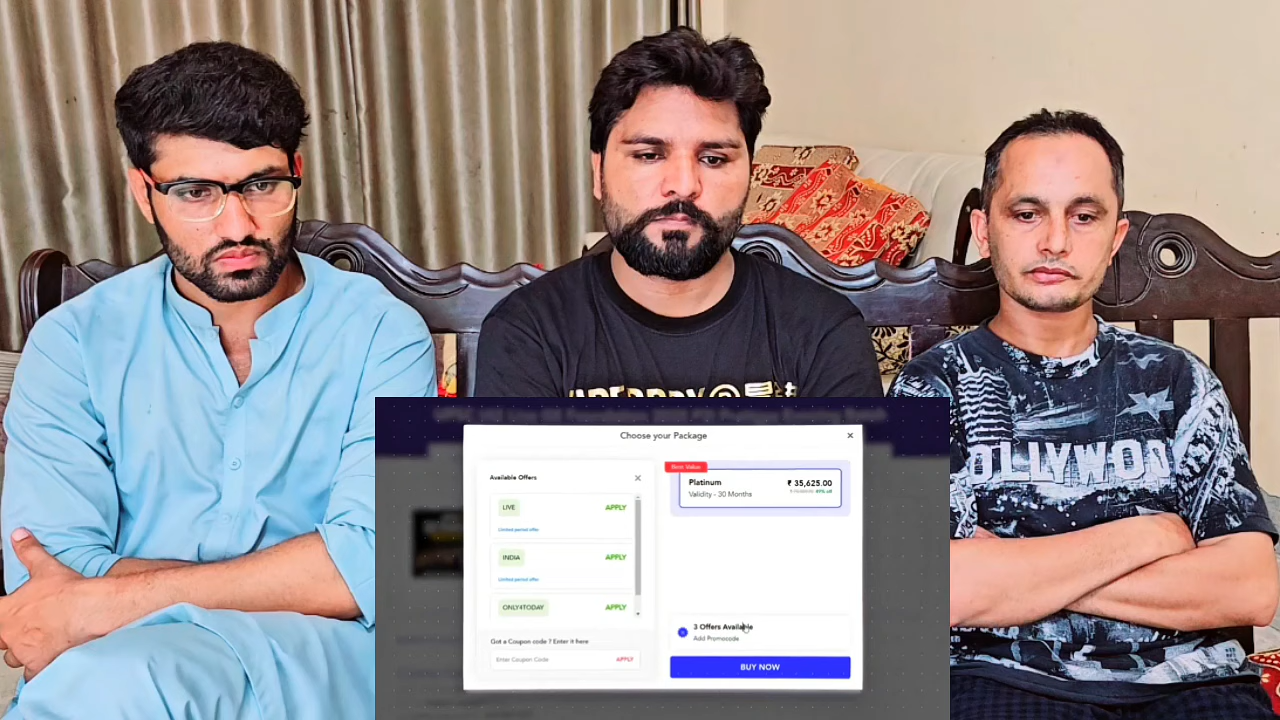 OLLYWOO
Choose your Package
Available Offers
LIVE
APPLY
Limited period offer
INDIA
APPLY
Limited period offer
ONLY4TODAY
APPLY
Got a Coupon code ? Enter it here
Enter Coupon Code
APPLY
Best Value
Platinum
₹ 35,625.00
Validity - 30 Months
3 Offers Available
Add Promocode
BUY NOW